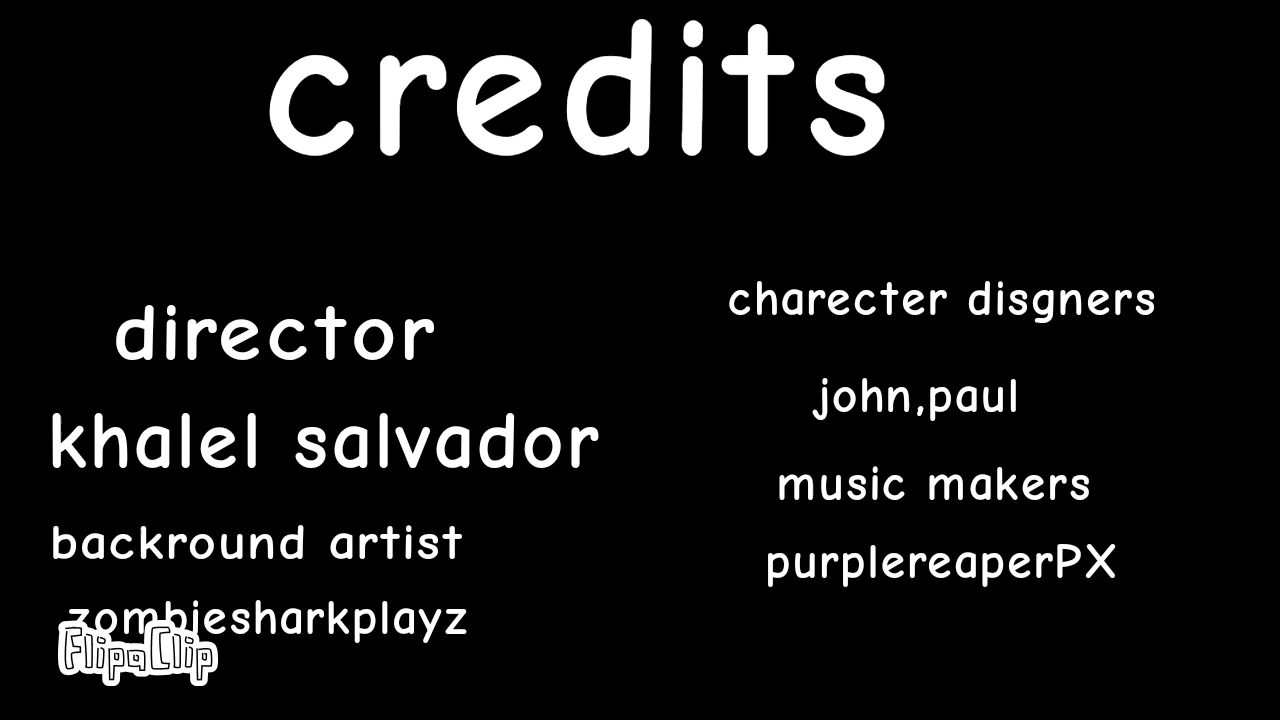 credits
director
khalel salvador
backround artist
zombiesharkplayz
FlipaClip
charecter disgners
john,paul
music makers
purplereaperPX